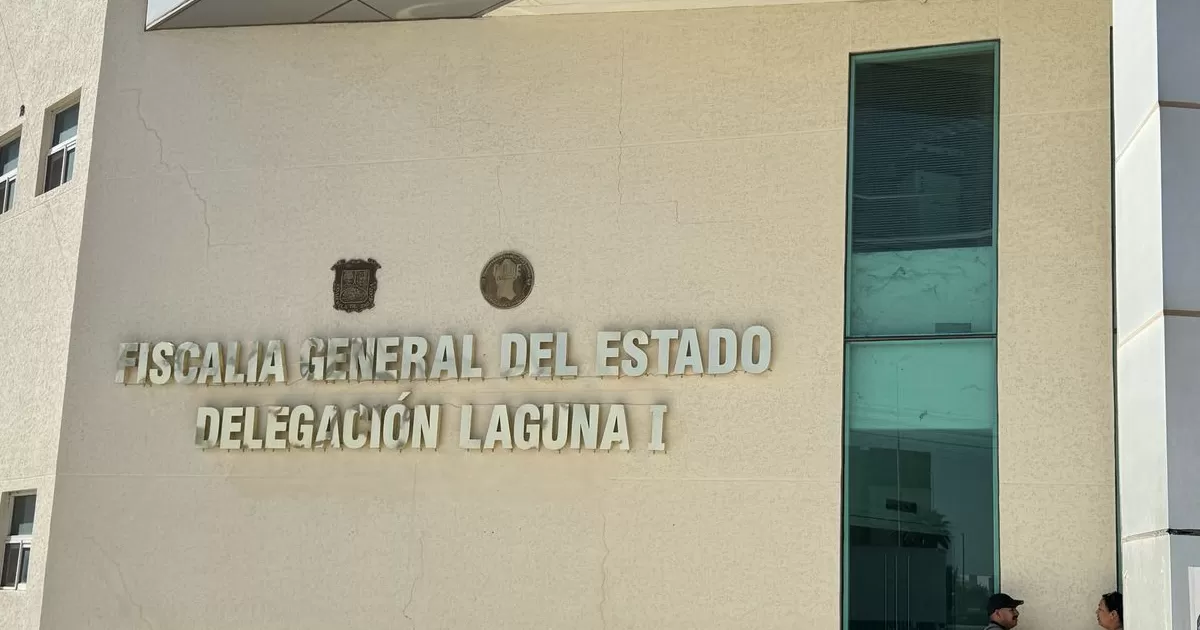 FISCALIA GENERAL DEL ESTADO
DELEGACIÓN LAGUNA I